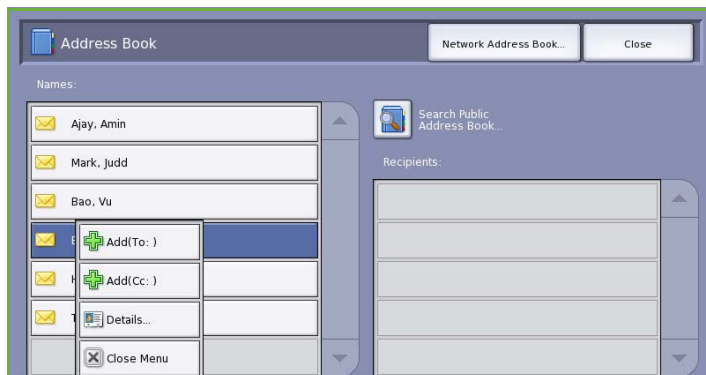 Address Book
Network Address Book...
Close
Names:
Search Public
Address Book...
Ajay, Amin
Mark, Judd
Recipients:
Bao, Vu
Add(To: )
Add(Cc: )
Details...
Close Menu